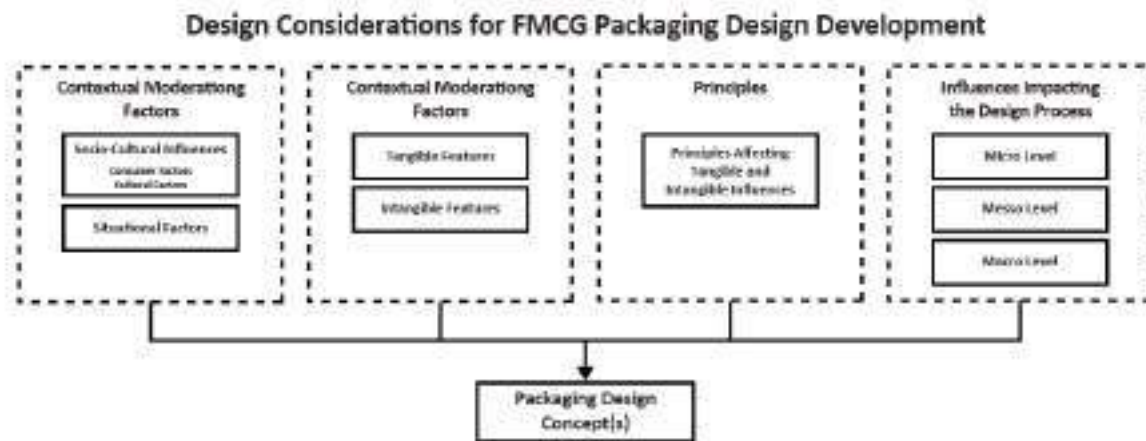 Design Considerations for FMCG Packaging Design Development
Contextual Moderationg
Factors
Socio-Cultural Influences
Consumer Factors
Cultural Factors
Situational Factors
Contextual Moderationg
Factors
Tangible Features
Intangible Features
Principles
Principles Affecting
Tangible and
Intangible Influences
Influences Impacting
the Design Process
Micro Level
Messo Level
Macro Level
Packaging Design
Concept(s)